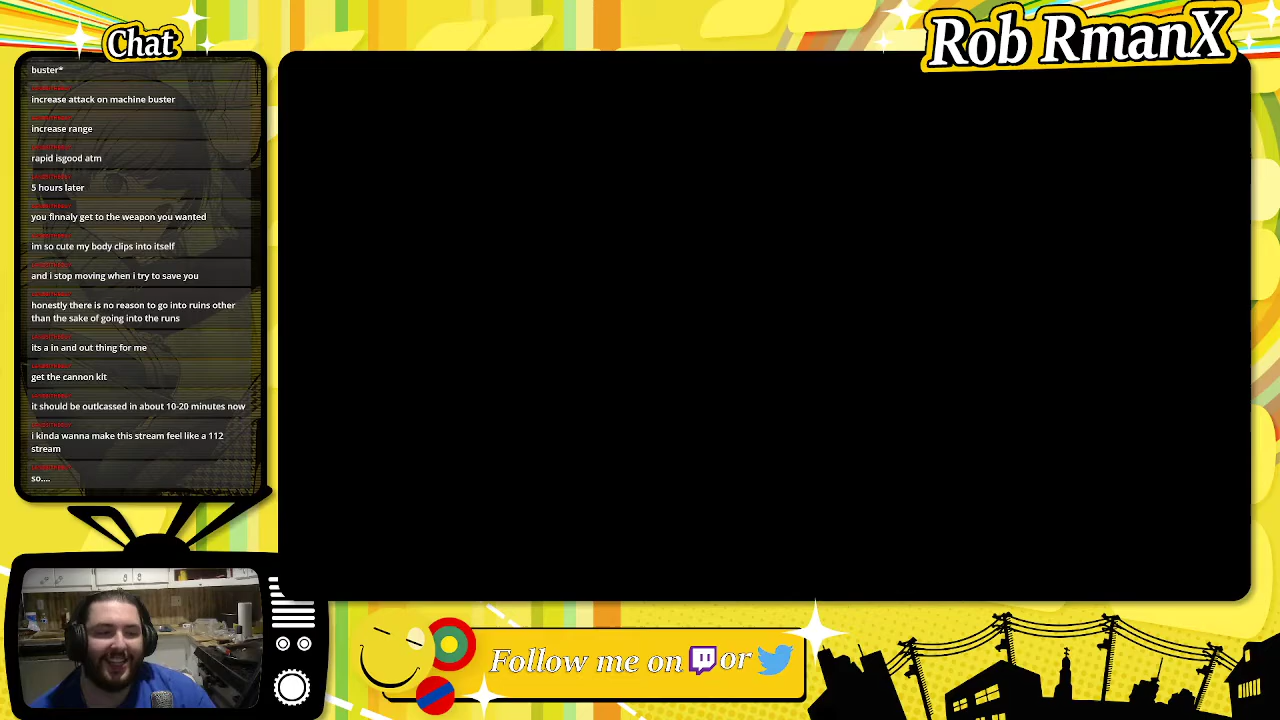 Chat
Rob RmanX
buster*
increase attack on machine buster
increase range
rapid isgood atm
5 hours later
you finnaly get to the weapon you wanted
im so cute my body clips into itself
and i stop moving when i try to save you
honestly there is no reason to go into ruins other
than the sake of going into the runs
its a in and out thing for me
get the cannon kit
it should be outlcassed in about 10-20 minutes now
i kinda wanna make this stream feel like a 112
stream
so....
Follow me on or